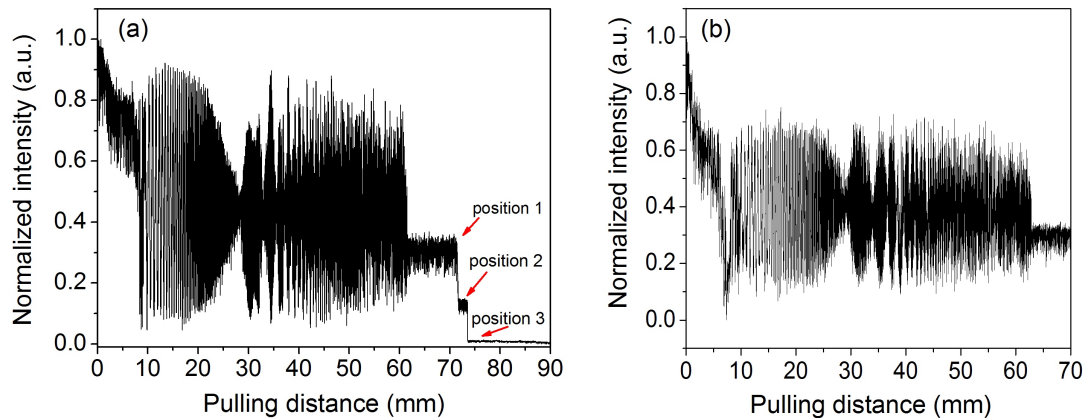 (a)
Normalized intensity (a.u.)
1.0
0.8
0.6
0.4
0.2
0.0
position 1
position 2
position 3
0 10 20 30 40 50 60 70 80 90
Pulling distance (mm)
(b)
Normalized intensity (a.u.)
1.0
0.8
0.6
0.4
0.2
0.0
0 10 20 30 40 50 60 70
Pulling distance (mm)